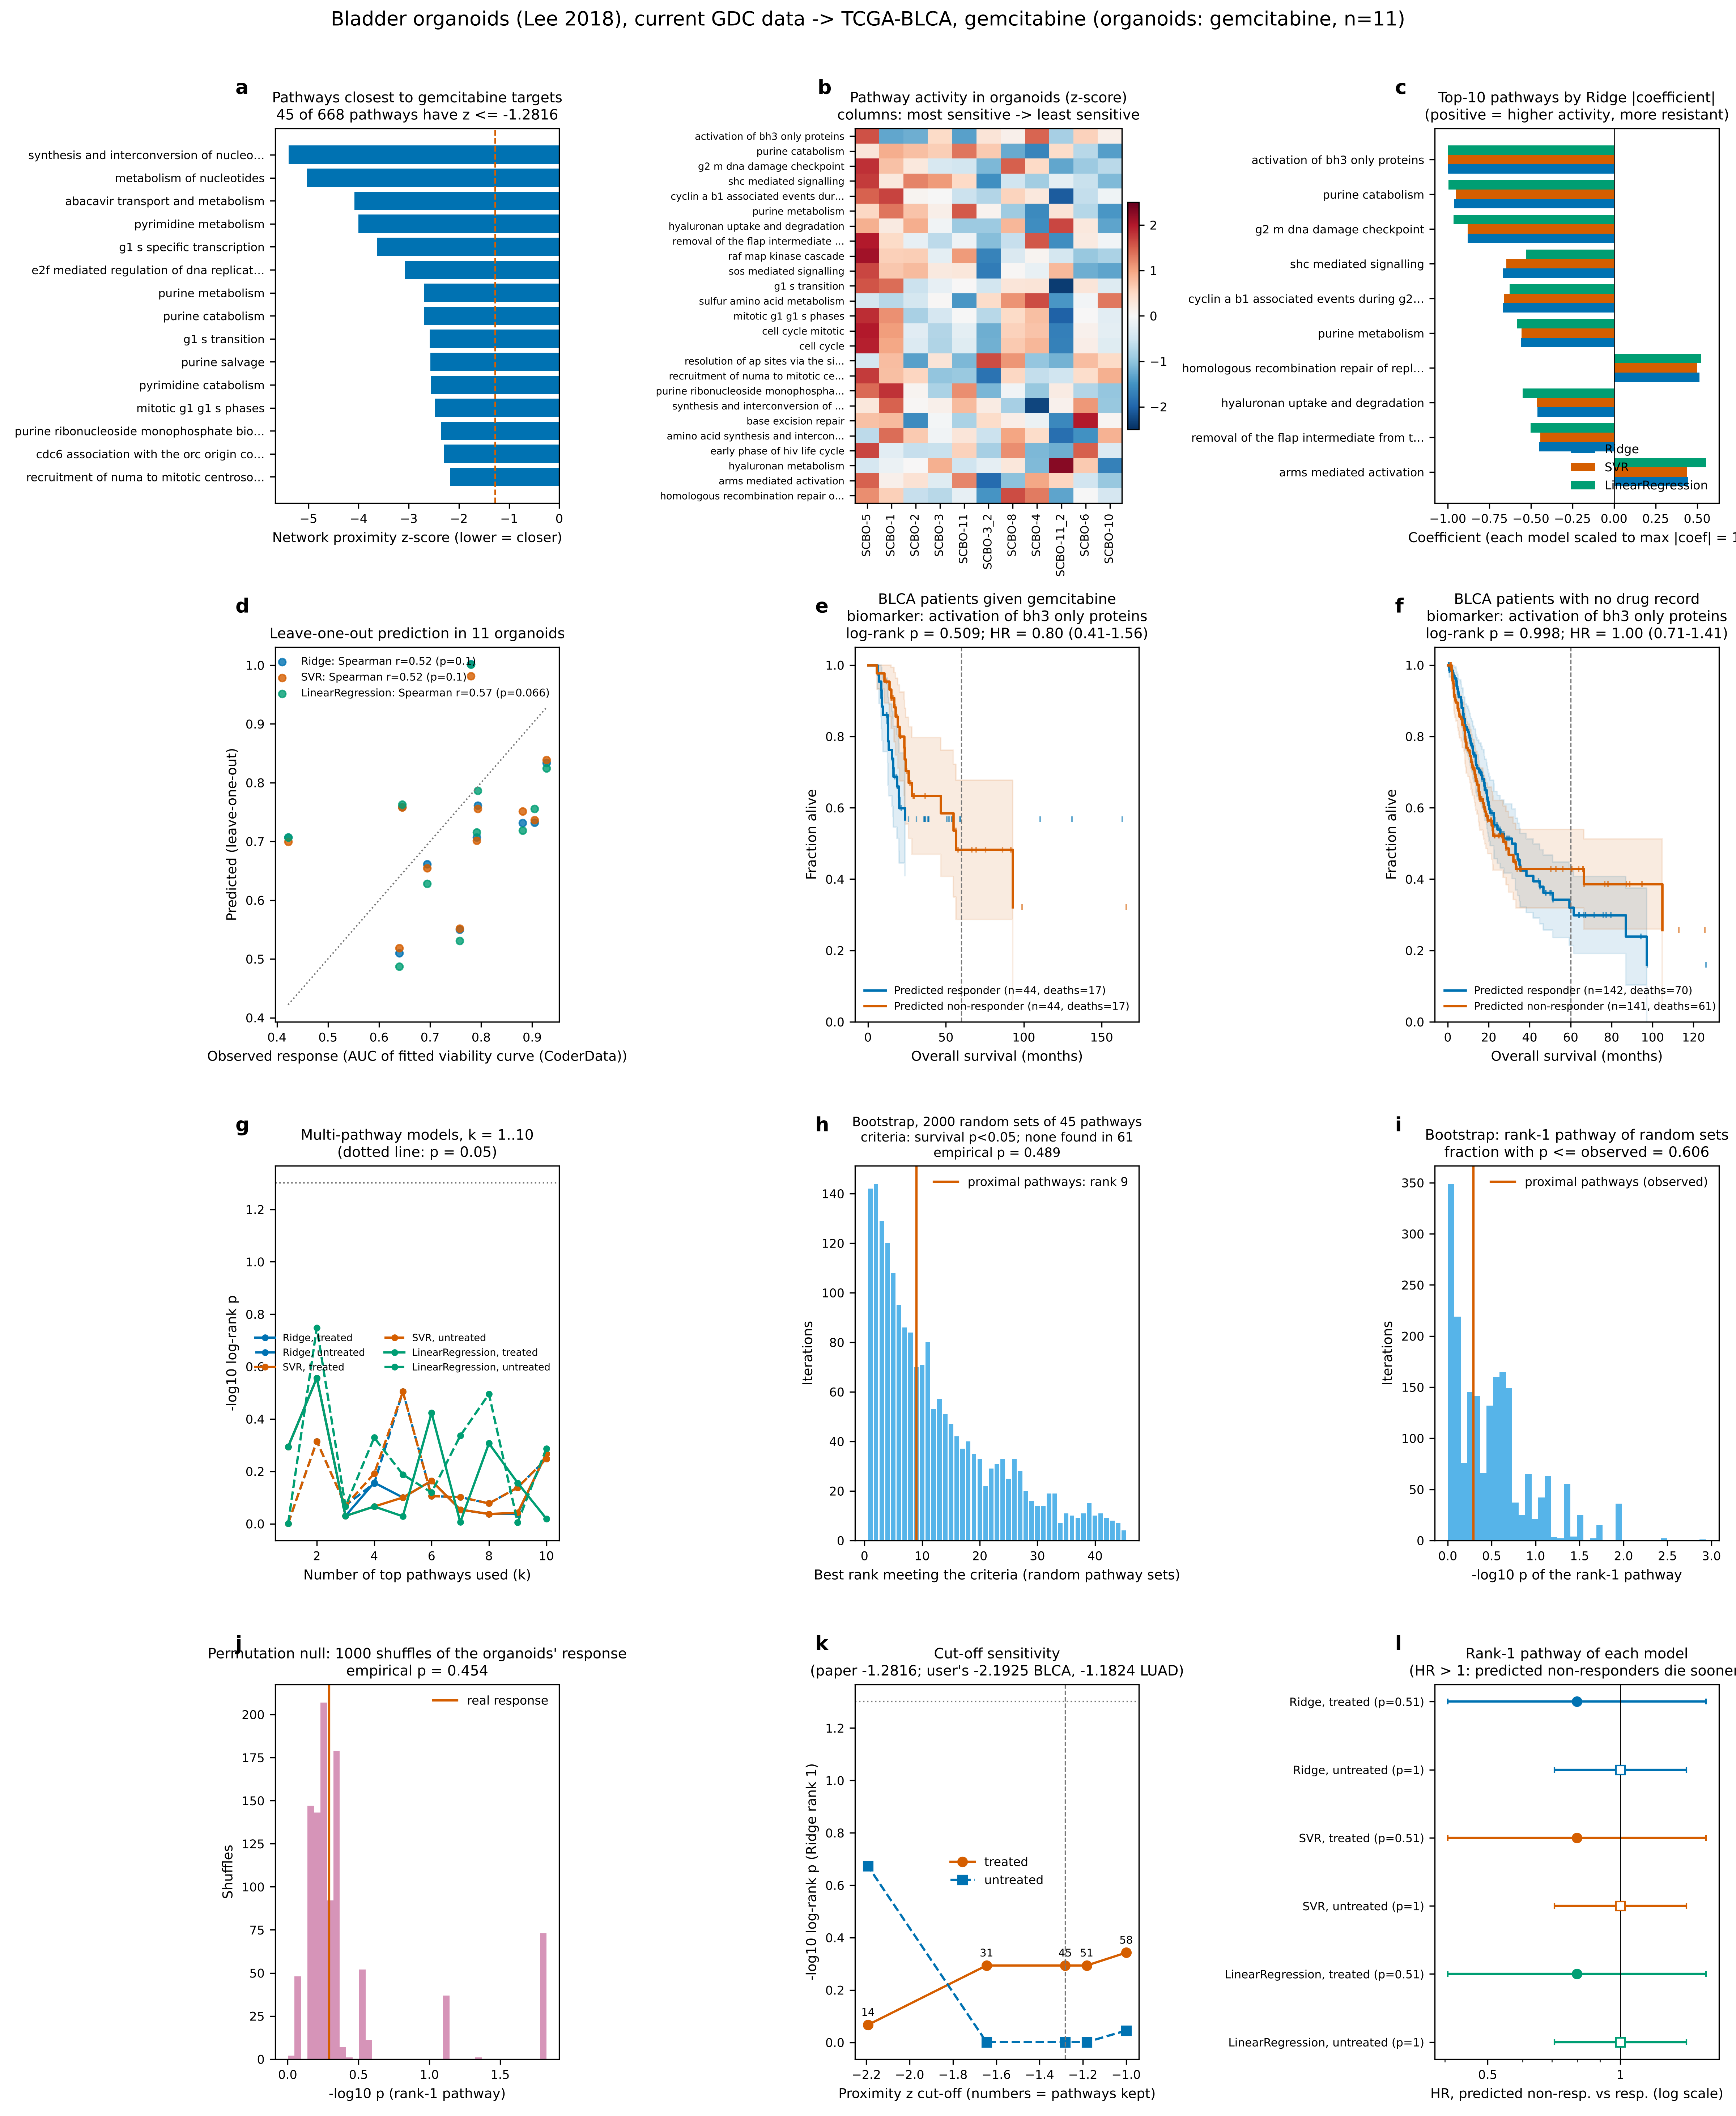 Bladder organoids (Lee 2018), current GDC data -> TCGA-BLCA, gemcitabine (organoids: gemcitabine, n=11)
a
Pathways closest to gemcitabine targets
45 of 668 pathways have z <= -1.2816
synthesis and interconversion of nucleo…
metabolism of nucleotides
abacavir transport and metabolism
pyrimidine metabolism
g1 s specific transcription
e2f mediated regulation of dna replicat…
purine metabolism
purine catabolism
g1 s transition
purine salvage
pyrimidine catabolism
mitotic g1 g1 s phases
purine ribonucleoside monophosphate bio…
cdc6 association with the orc origin co…
recruitment of numa to mitotic centroso…
−5 −4 −3 −2 −1 0
Network proximity z-score (lower = closer)
b
Pathway activity in organoids (z-score)
columns: most sensitive -> least sensitive
activation of bh3 only proteins
purine catabolism
g2 m dna damage checkpoint
shc mediated signalling
cyclin a b1 associated events dur…
purine metabolism
hyaluronan uptake and degradation
removal of the flap intermediate …
raf map kinase cascade
sos mediated signalling
g1 s transition
sulfur amino acid metabolism
mitotic g1 g1 s phases
cell cycle mitotic
cell cycle
resolution of ap sites via the si…
recruitment of numa to mitotic ce…
purine ribonucleoside monophospha…
synthesis and interconversion of …
base excision repair
amino acid synthesis and intercon…
early phase of hiv life cycle
hyaluronan metabolism
arms mediated activation
homologous recombination repair o…
SCBO-5 SCBO-1 SCBO-2 SCBO-3 SCBO-11 SCBO-3_2 SCBO-8 SCBO-4 SCBO-11_2 SCBO-6 SCBO-10
2
1
0
−1
−2
c
Top-10 pathways by Ridge |coefficient|
(positive = higher activity, more resistant)
activation of bh3 only proteins
purine catabolism
g2 m dna damage checkpoint
shc mediated signalling
cyclin a b1 associated events during g2…
purine metabolism
homologous recombination repair of repl…
hyaluronan uptake and degradation
removal of the flap intermediate from t…
arms mediated activation
Ridge
SVR
LinearRegression
−1.00 −0.75 −0.50 −0.25 0.00 0.25 0.50
Coefficient (each model scaled to max |coef| = 1
d
Leave-one-out prediction in 11 organoids
Ridge: Spearman r=0.52 (p=0.1)
SVR: Spearman r=0.52 (p=0.1)
LinearRegression: Spearman r=0.57 (p=0.066)
Predicted (leave-one-out)
1.0
0.9
0.8
0.7
0.6
0.5
0.4
0.4 0.5 0.6 0.7 0.8 0.9
Observed response (AUC of fitted viability curve (CoderData))
e
BLCA patients given gemcitabine
biomarker: activation of bh3 only proteins
log-rank p = 0.509; HR = 0.80 (0.41-1.56)
Fraction alive
1.0
0.8
0.6
0.4
0.2
0.0
Predicted responder (n=44, deaths=17)
Predicted non-responder (n=44, deaths=17)
0 50 100 150
Overall survival (months)
f
BLCA patients with no drug record
biomarker: activation of bh3 only proteins
log-rank p = 0.998; HR = 1.00 (0.71-1.41)
Fraction alive
1.0
0.8
0.6
0.4
0.2
0.0
Predicted responder (n=142, deaths=70)
Predicted non-responder (n=141, deaths=61)
0 20 40 60 80 100 120
Overall survival (months)
g
Multi-pathway models, k = 1..10
(dotted line: p = 0.05)
-log10 log-rank p
1.2
1.0
0.8
0.6
0.4
0.2
0.0
Ridge, treated
Ridge, untreated
SVR, treated
SVR, untreated
LinearRegression, treated
LinearRegression, untreated
2 4 6 8 10
Number of top pathways used (k)
h
Bootstrap, 2000 random sets of 45 pathways
criteria: survival p<0.05; none found in 61
empirical p = 0.489
proximal pathways: rank 9
Iterations
140
120
100
80
60
40
20
0
0 10 20 30 40
Best rank meeting the criteria (random pathway sets)
i
Bootstrap: rank-1 pathway of random sets
fraction with p <= observed = 0.606
proximal pathways (observed)
Iterations
350
300
250
200
150
100
50
0
0.0 0.5 1.0 1.5 2.0 2.5 3.0
-log10 p of the rank-1 pathway
j
Permutation null: 1000 shuffles of the organoids' response
empirical p = 0.454
real response
Shuffles
200
175
150
125
100
75
50
25
0
0.0 0.5 1.0 1.5
-log10 p (rank-1 pathway)
k
Cut-off sensitivity
(paper -1.2816; user's -2.1925 BLCA, -1.1824 LUAD)
-log10 log-rank p (Ridge rank 1)
1.2
1.0
0.8
0.6
0.4
0.2
0.0
treated
untreated
14 31 45 51 58
−2.2 −2.0 −1.8 −1.6 −1.4 −1.2 −1.0
Proximity z cut-off (numbers = pathways kept)
l
Rank-1 pathway of each model
(HR > 1: predicted non-responders die sooner
Ridge, treated (p=0.51)
Ridge, untreated (p=1)
SVR, treated (p=0.51)
SVR, untreated (p=1)
LinearRegression, treated (p=0.51)
LinearRegression, untreated (p=1)
0.5 1
HR, predicted non-resp. vs resp. (log scale)